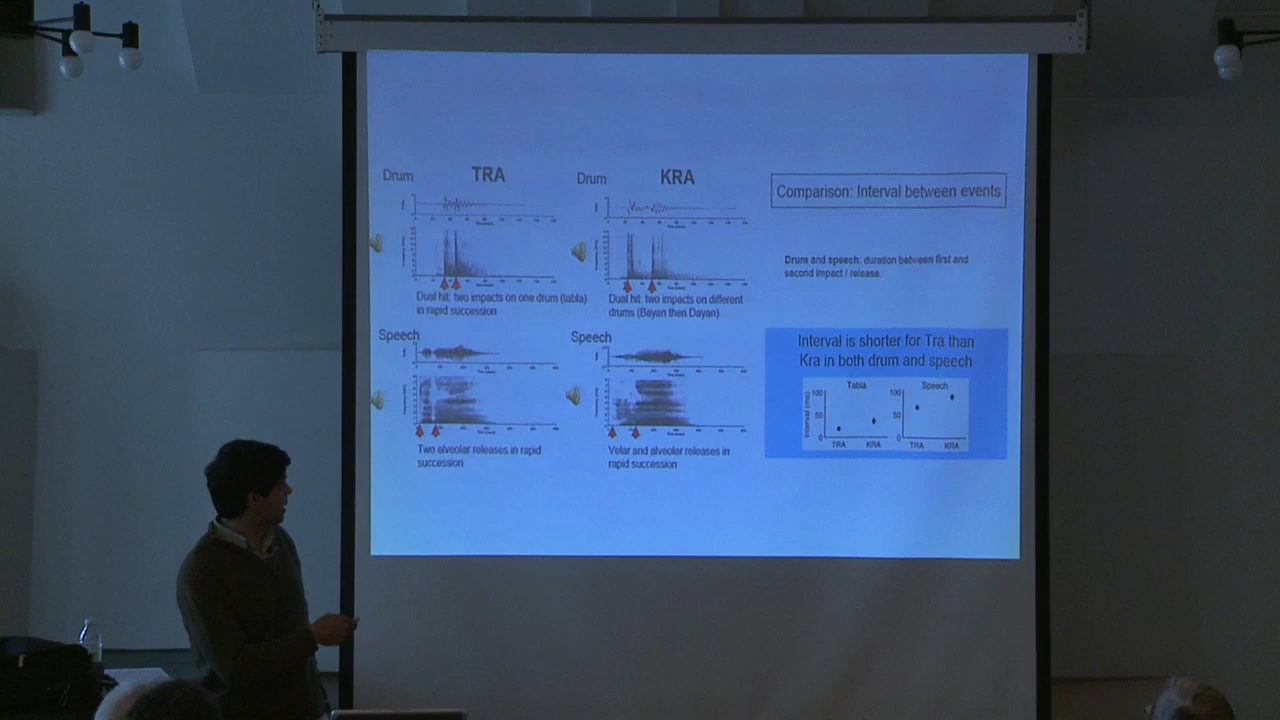 Drum
TRA
Dual hit: two impacts on one drum (tabla)
in rapid succession
Drum
KRA
Dual hit: two impacts on different
drums (Bayan then Dayan)
Speech
Two alveolar releases in rapid
succession
Speech
Velar and alveolar releases in
rapid succession
Comparison: Interval between events
Drum and speech: duration between first and
second impact / release.
Interval is shorter for Tra than
Kra in both drum and speech
Tabla
Interval (ms)
100
50
0
TRA
KRA
Speech
100
50
0
TRA
KRA